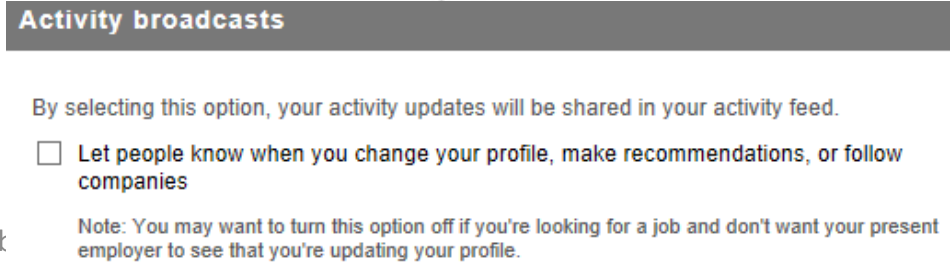 Activity broadcasts
By selecting this option, your activity updates will be shared in your activity feed.
Let people know when you change your profile, make recommendations, or follow
companies
Note: You may want to turn this option off if you're looking for a job and don't want your present
employer to see that you're updating your profile.